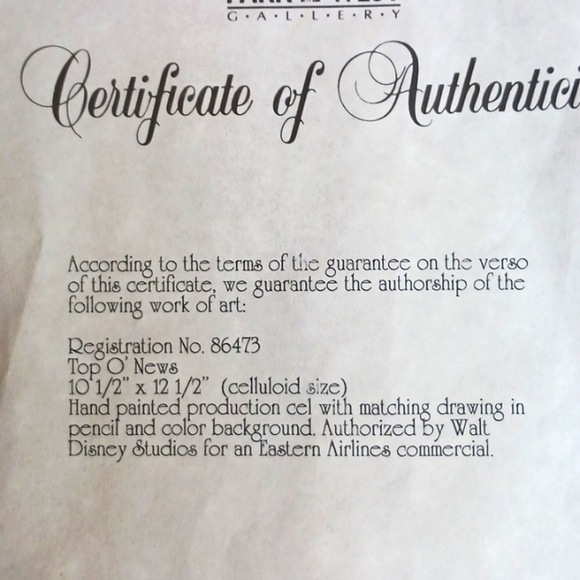 G·A·L·L·E·R·Y
Certificate of
According to the terms of the guarantee on the verso
of this certificate, we guarantee the authorship of the
following work of art:
Registration No. 86473
Top O' News
10 1/2" x 12 1/2" (celluloid size)
Hand painted production cel with matching drawing in
pencil and color background. Authorized by Walt
Disney Studios for an Eastern Airlines commercial.